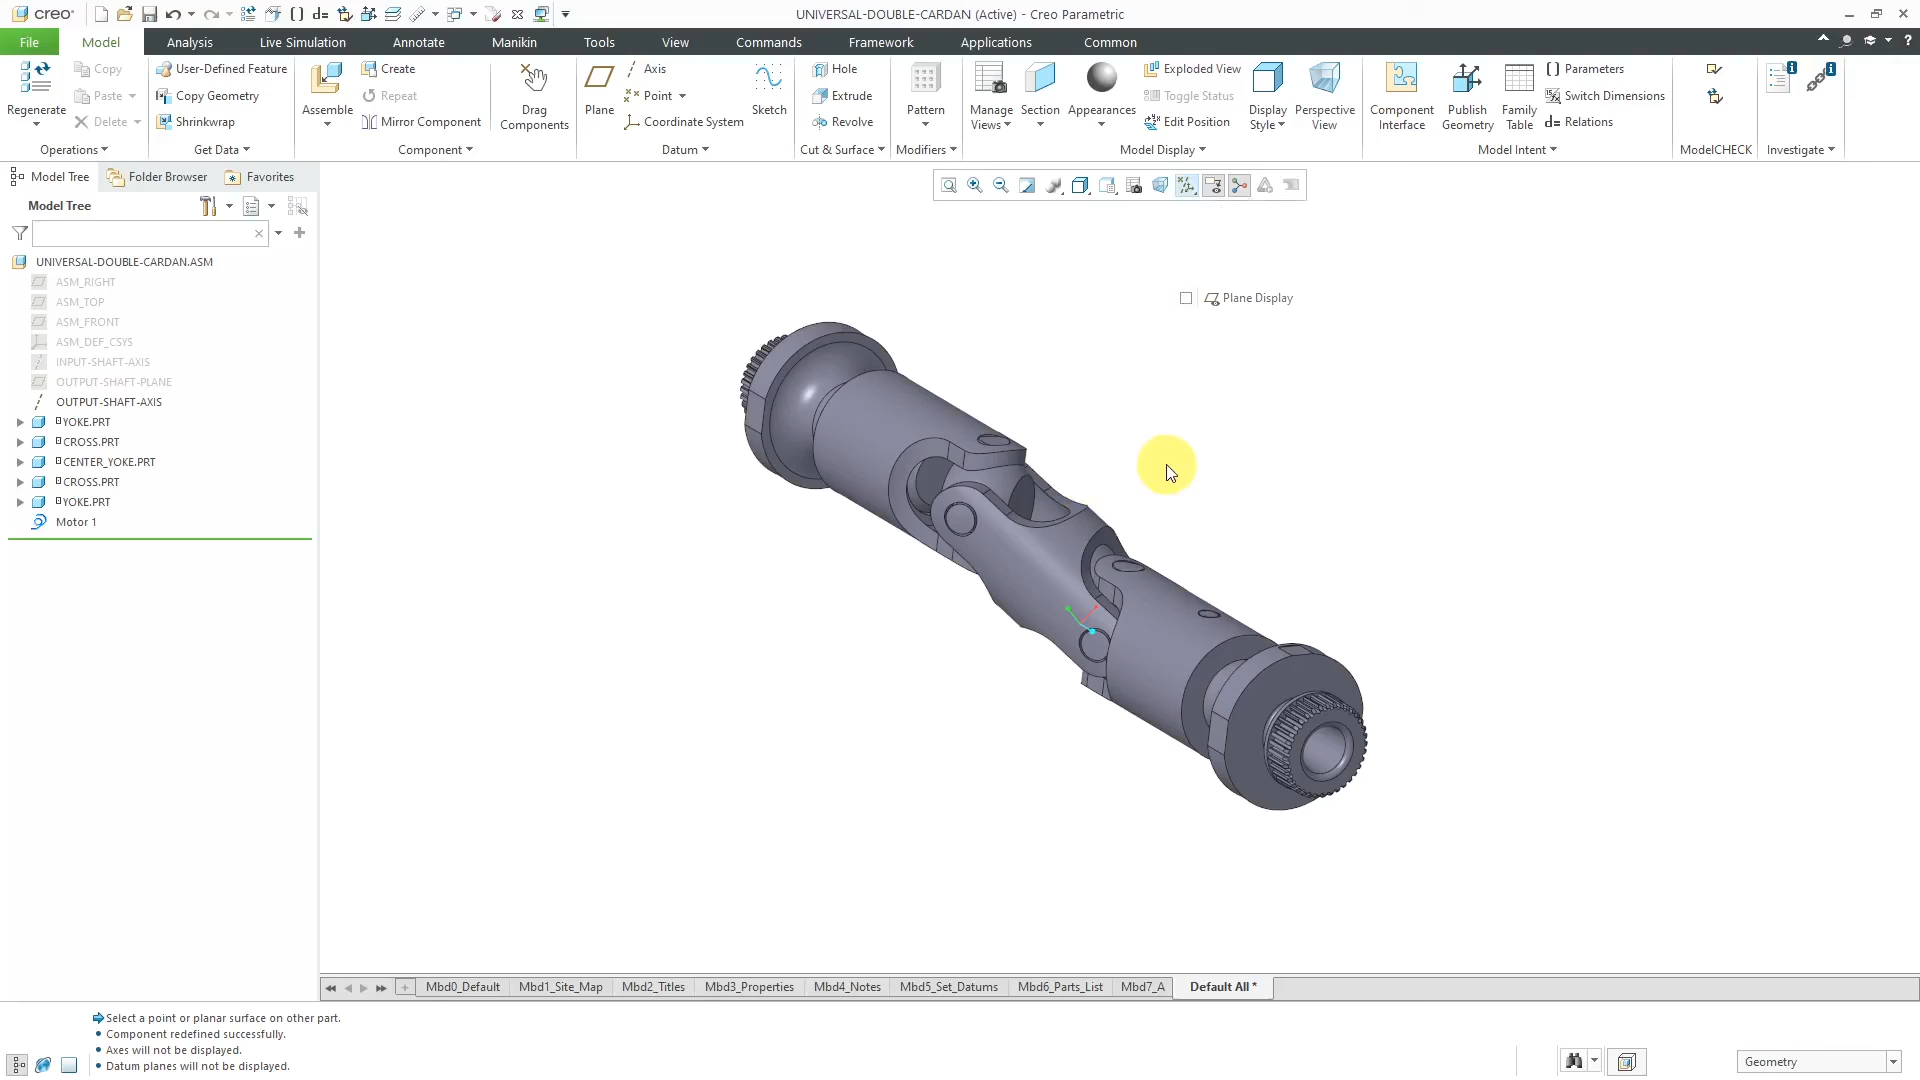 creo
UNIVERSAL-DOUBLE-CARDAN (Active) - Creo Parametric
File
Model
Analysis
Live Simulation
Annotate
Manikin
Tools
View
Commands
Framework
Applications
Common
Regenerate
Copy
Paste
Delete
Operations
User-Defined Feature
Copy Geometry
Shrinkwrap
Get Data
Assemble
Create
Repeat
Mirror Component
Component
Drag
Components
Plane
Axis
Point
Coordinate System
Datum
Sketch
Hole
Extrude
Revolve
Cut & Surface
Pattern
Modifiers
Manage
Views
Section
Appearances
Exploded View
Toggle Status
Edit Position
Display
Style
Perspective
View
Model Display
Component
Interface
Publish
Geometry
Family
Table
Parameters
Switch Dimensions
Relations
Model Intent
ModelCHECK
Investigate
Model Tree
Folder Browser
Favorites
Model Tree
UNIVERSAL-DOUBLE-CARDAN.ASM
ASM_RIGHT
ASM_TOP
ASM_FRONT
ASM_DEF_CSYS
INPUT-SHAFT-AXIS
OUTPUT-SHAFT-PLANE
OUTPUT-SHAFT-AXIS
YOKE.PRT
CROSS.PRT
CENTER_YOKE.PRT
CROSS.PRT
YOKE.PRT
Motor 1
Plane Display
Mbd0_Default
Mbd1_Site_Map
Mbd2_Titles
Mbd3_Properties
Mbd4_Notes
Mbd5_Set_Datums
Mbd6_Parts_List
Mbd7_A
Default All *
Select a point or planar surface on other part.
• Component redefined successfully.
• Axes will not be displayed.
• Datum planes will not be displayed.
Geometry